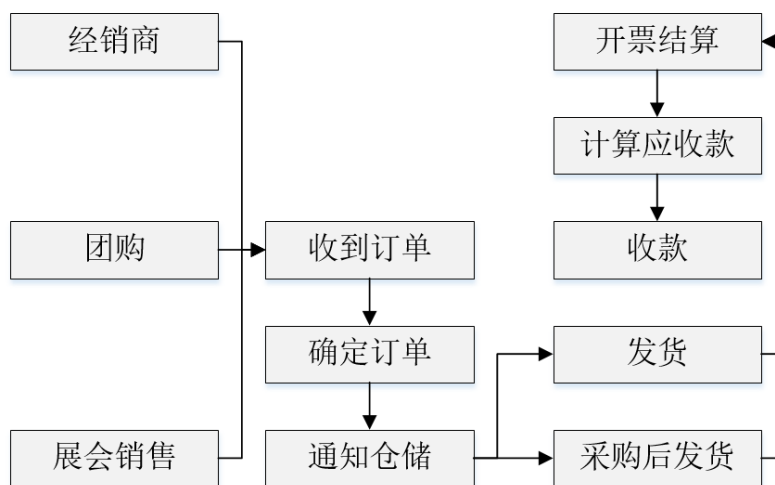 经销商
开票结算
计算应收款
团购
收到订单
收款
确定订单
发货
展会销售
通知仓储
采购后发货